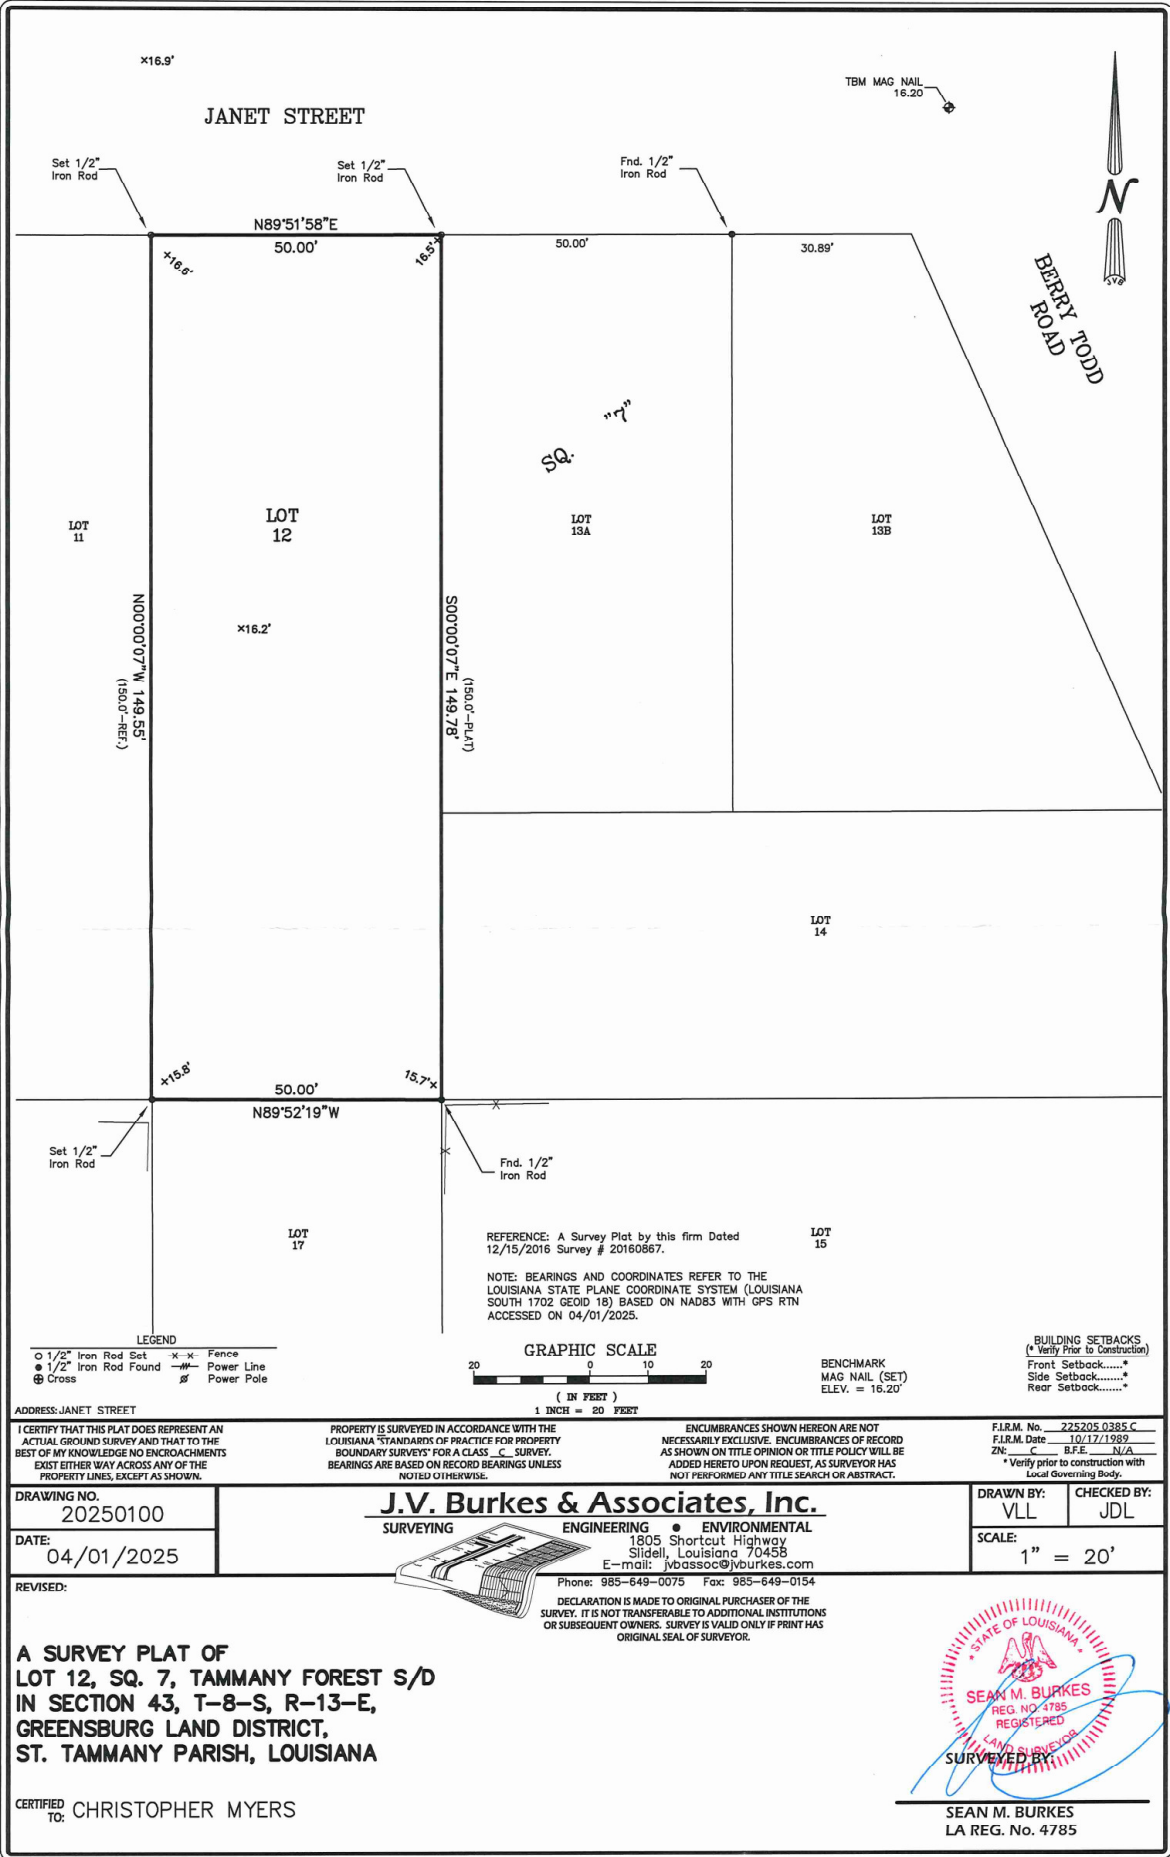 ×16.9'
TBM MAG NAIL
16.20
JANET STREET
Set 1/2"
Iron Rod
Set 1/2"
Iron Rod
Fnd. 1/2"
Iron Rod
N
JVB
N89°51'58"E
50.00'
50.00'
30.89'
+16.6'
16.5'+
BERRY TODD
ROAD
SQ. "7"
LOT
11
LOT
12
LOT
13A
LOT
13B
N00°00'07"W 149.55'
(150.0'-REF.)
×16.2'
S00°00'07"E 149.78'
(150.0'-PLAT)
LOT
14
+15.8'
15.7'+
50.00'
N89°52'19"W
Set 1/2"
Iron Rod
Fnd. 1/2"
Iron Rod
LOT
17
LOT
15
REFERENCE: A Survey Plat by this firm Dated
12/15/2016 Survey # 20160867.
NOTE: BEARINGS AND COORDINATES REFER TO THE
LOUISIANA STATE PLANE COORDINATE SYSTEM (LOUISIANA
SOUTH 1702 GEOID 18) BASED ON NAD83 WITH GPS RTN
ACCESSED ON 04/01/2025.
LEGEND
1/2" Iron Rod Set Fence
1/2" Iron Rod Found Power Line
Cross Power Pole
GRAPHIC SCALE
20 0 10 20
( IN FEET )
1 INCH = 20 FEET
BENCHMARK
MAG NAIL (SET)
ELEV. = 16.20'
BUILDING SETBACKS
(* Verify Prior to Construction)
Front Setback......*
Side Setback........*
Rear Setback.......*
ADDRESS: JANET STREET
I CERTIFY THAT THIS PLAT DOES REPRESENT AN
ACTUAL GROUND SURVEY AND THAT TO THE
BEST OF MY KNOWLEDGE NO ENCROACHMENTS
EXIST EITHER WAY ACROSS ANY OF THE
PROPERTY LINES, EXCEPT AS SHOWN.
PROPERTY IS SURVEYED IN ACCORDANCE WITH THE
LOUISIANA "STANDARDS OF PRACTICE FOR PROPERTY
BOUNDARY SURVEYS" FOR A CLASS C SURVEY.
BEARINGS ARE BASED ON RECORD BEARINGS UNLESS
NOTED OTHERWISE.
ENCUMBRANCES SHOWN HEREON ARE NOT
NECESSARILY EXCLUSIVE. ENCUMBRANCES OF RECORD
AS SHOWN ON TITLE OPINION OR TITLE POLICY WILL BE
ADDED HERETO UPON REQUEST, AS SURVEYOR HAS
NOT PERFORMED ANY TITLE SEARCH OR ABSTRACT.
F.I.R.M. No. 225205 0385 C
F.I.R.M. Date 10/17/1989
ZN: C B.F.E. N/A
* Verify prior to construction with
Local Governing Body.
DRAWING NO.
20250100
DATE:
04/01/2025
REVISED:
J.V. Burkes & Associates, Inc.
SURVEYING ENGINEERING ● ENVIRONMENTAL
1805 Shortcut Highway
Slidell, Louisiana 70458
E-mail: jvbassoc@jvburkes.com
Phone: 985-649-0075 Fax: 985-649-0154
DECLARATION IS MADE TO ORIGINAL PURCHASER OF THE
SURVEY. IT IS NOT TRANSFERABLE TO ADDITIONAL INSTITUTIONS
OR SUBSEQUENT OWNERS. SURVEY IS VALID ONLY IF PRINT HAS
ORIGINAL SEAL OF SURVEYOR.
DRAWN BY:
VLL
CHECKED BY:
JDL
SCALE:
1" = 20'
A SURVEY PLAT OF
LOT 12, SQ. 7, TAMMANY FOREST S/D
IN SECTION 43, T-8-S, R-13-E,
GREENSBURG LAND DISTRICT,
ST. TAMMANY PARISH, LOUISIANA
CERTIFIED
TO: CHRISTOPHER MYERS
* STATE OF LOUISIANA *
SEAN M. BURKES
REG. NO. 4785
REGISTERED
LAND SURVEYOR
SURVEYED BY:
SEAN M. BURKES
LA REG. No. 4785